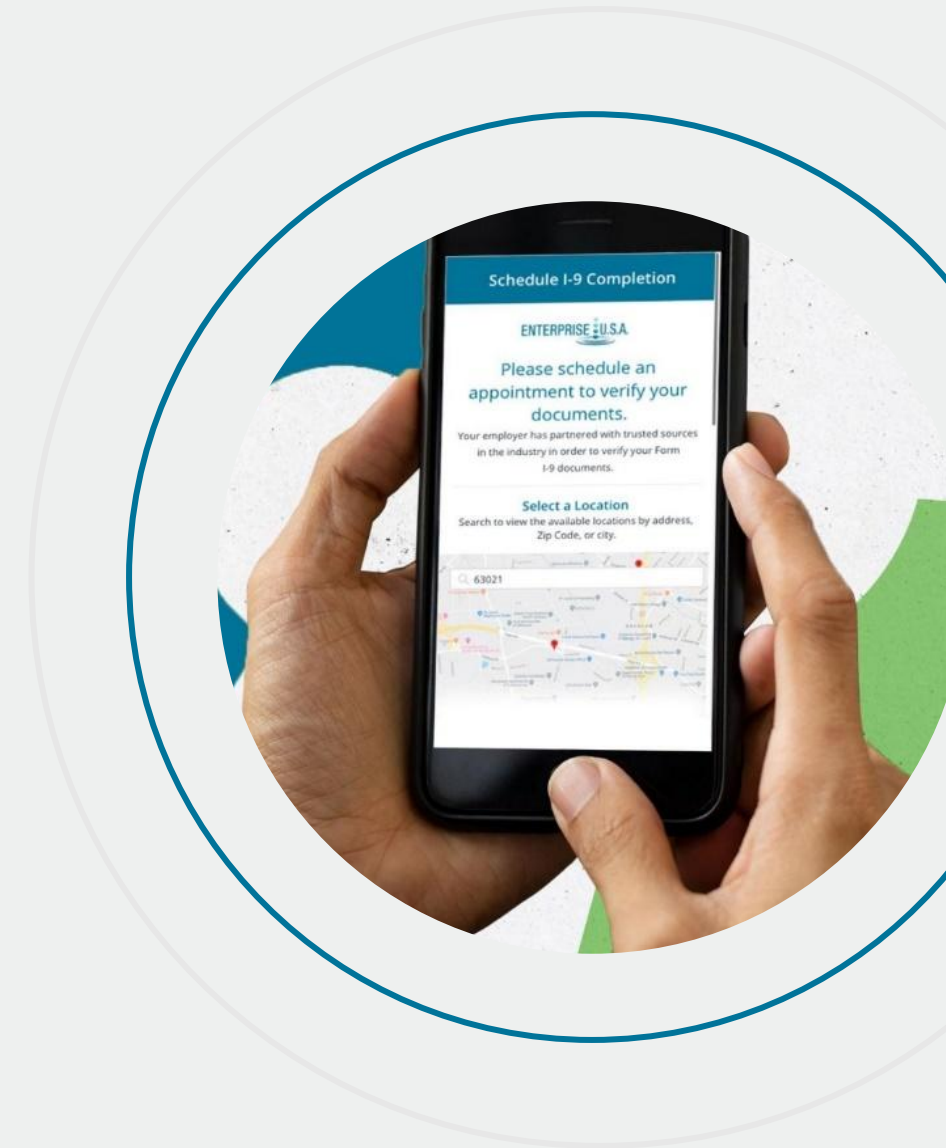 Schedule I-9 Completion
ENTERPRISE U.S.A.
Please schedule an
appointment to verify your
documents.
Your employer has partnered with trusted sources
in the industry in order to verify your Form
I-9 documents.
Select a Location
Search to view the available locations by address,
Zip Code, or city.
63021